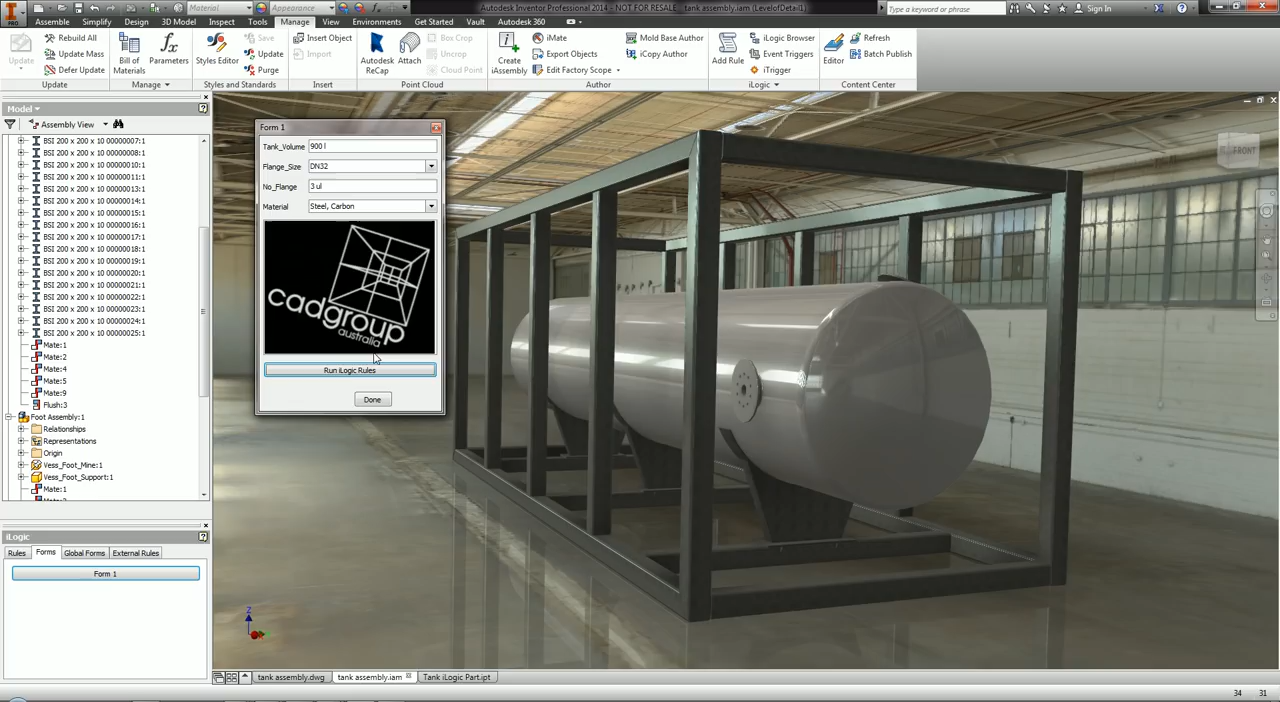 Material
Appearance
Autodesk Inventor Professional 2014 - NOT FOR RESALE    tank assembly.iam (LevelofDetail1)
Type a keyword or phrase
Sign In
PRO
Assemble Simplify Design 3D Model Inspect Tools Manage View Environments Get Started Vault Autodesk 360
Update
Rebuild All
Update Mass
Defer Update
Update
Bill of Materials
Parameters
Manage
Styles Editor
Save
Update
Purge
Styles and Standards
Insert Object
Import
Insert
Autodesk ReCap
Attach
Box Crop
Uncrop
Cloud Point
Point Cloud
Create iAssembly
iMate
Export Objects
Edit Factory Scope
Mold Base Author
iCopy Author
Author
Add Rule
iLogic Browser
Event Triggers
iTrigger
iLogic
Editor
Refresh
Batch Publish
Content Center
Model
Assembly View
BSI 200 x 200 x 10 00000007:1
BSI 200 x 200 x 10 00000008:1
BSI 200 x 200 x 10 00000010:1
BSI 200 x 200 x 10 00000011:1
BSI 200 x 200 x 10 00000013:1
BSI 200 x 200 x 10 00000014:1
BSI 200 x 200 x 10 00000015:1
BSI 200 x 200 x 10 00000016:1
BSI 200 x 200 x 10 00000017:1
BSI 200 x 200 x 10 00000018:1
BSI 200 x 200 x 10 00000019:1
BSI 200 x 200 x 10 00000020:1
BSI 200 x 200 x 10 00000021:1
BSI 200 x 200 x 10 00000022:1
BSI 200 x 200 x 10 00000023:1
BSI 200 x 200 x 10 00000024:1
BSI 200 x 200 x 10 00000025:1
Mate:1
Mate:2
Mate:4
Mate:5
Mate:9
Flush:3
Foot Assembly:1
Relationships
Representations
Origin
Vess_Foot_Mine:1
Vess_Foot_Support:1
Mate:1
iLogic
Rules Forms Global Forms External Rules
Form 1
Form 1
Tank_Volume 900 l
Flange_Size DN32
No_Flange 3 ul
Material Steel, Carbon
cadgroup
australia
Run iLogic Rules
Done
FRONT
Z
tank assembly.dwg tank assembly.iam Tank iLogic Part.ipt
34 31